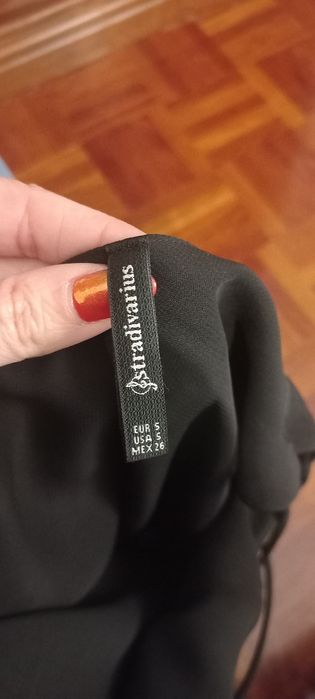 stradivarius
EUR S
USA S
MEX 26